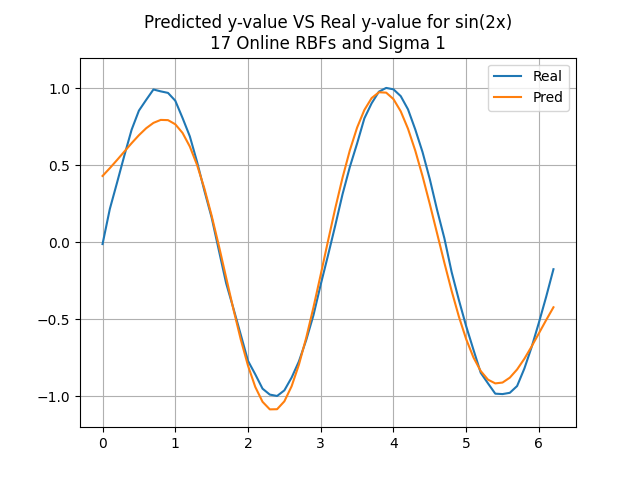 Predicted y-value VS Real y-value for sin(2x)
17 Online RBFs and Sigma 1
Real
Pred
1.0
0.5
0.0
−0.5
−1.0
0 1 2 3 4 5 6